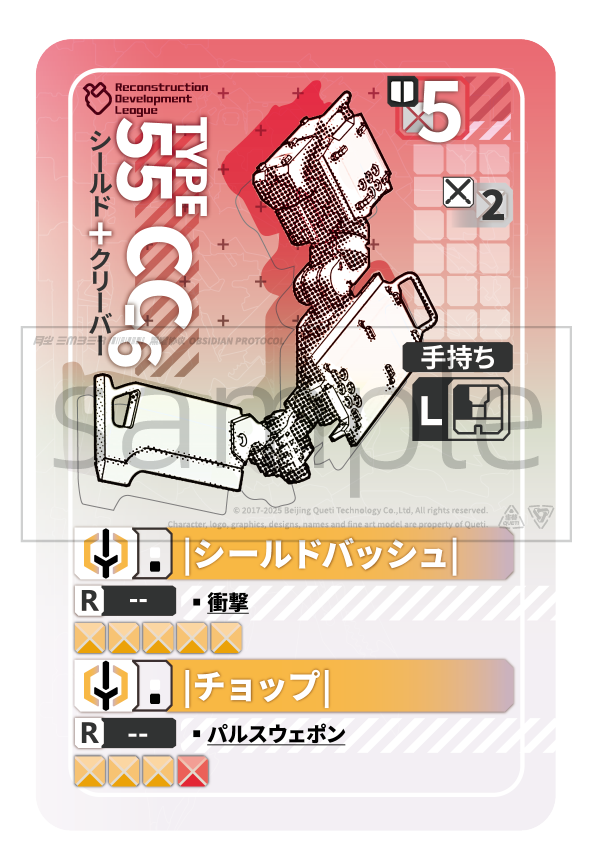 Reconstruction
Development
League
TYPE
55 CC-6
シールド+クリーバー
5
2
手持ち
L
OBSIDIAN PROTOCOL
sample
© 2017-2025 Beijing Queti Technology Co.,Ltd, All rights reserved.
Character, logo, graphics, designs, names and fine art model are property of Queti.
|シールドバッシュ|
R -- ▪衝撃
|チョップ|
R -- ▪パルスウェポン